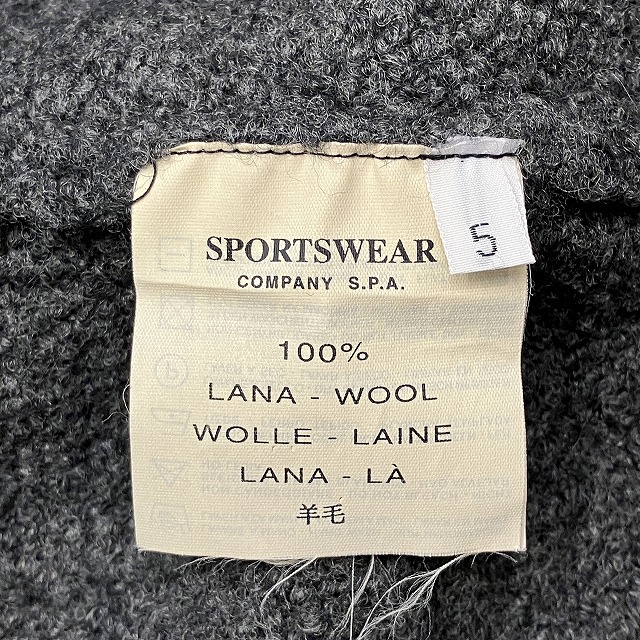 SPORTSWEAR
COMPANY S.P.A.
5
100%
LANA - WOOL
WOLLE - LAINE
LANA - LÀ
羊毛